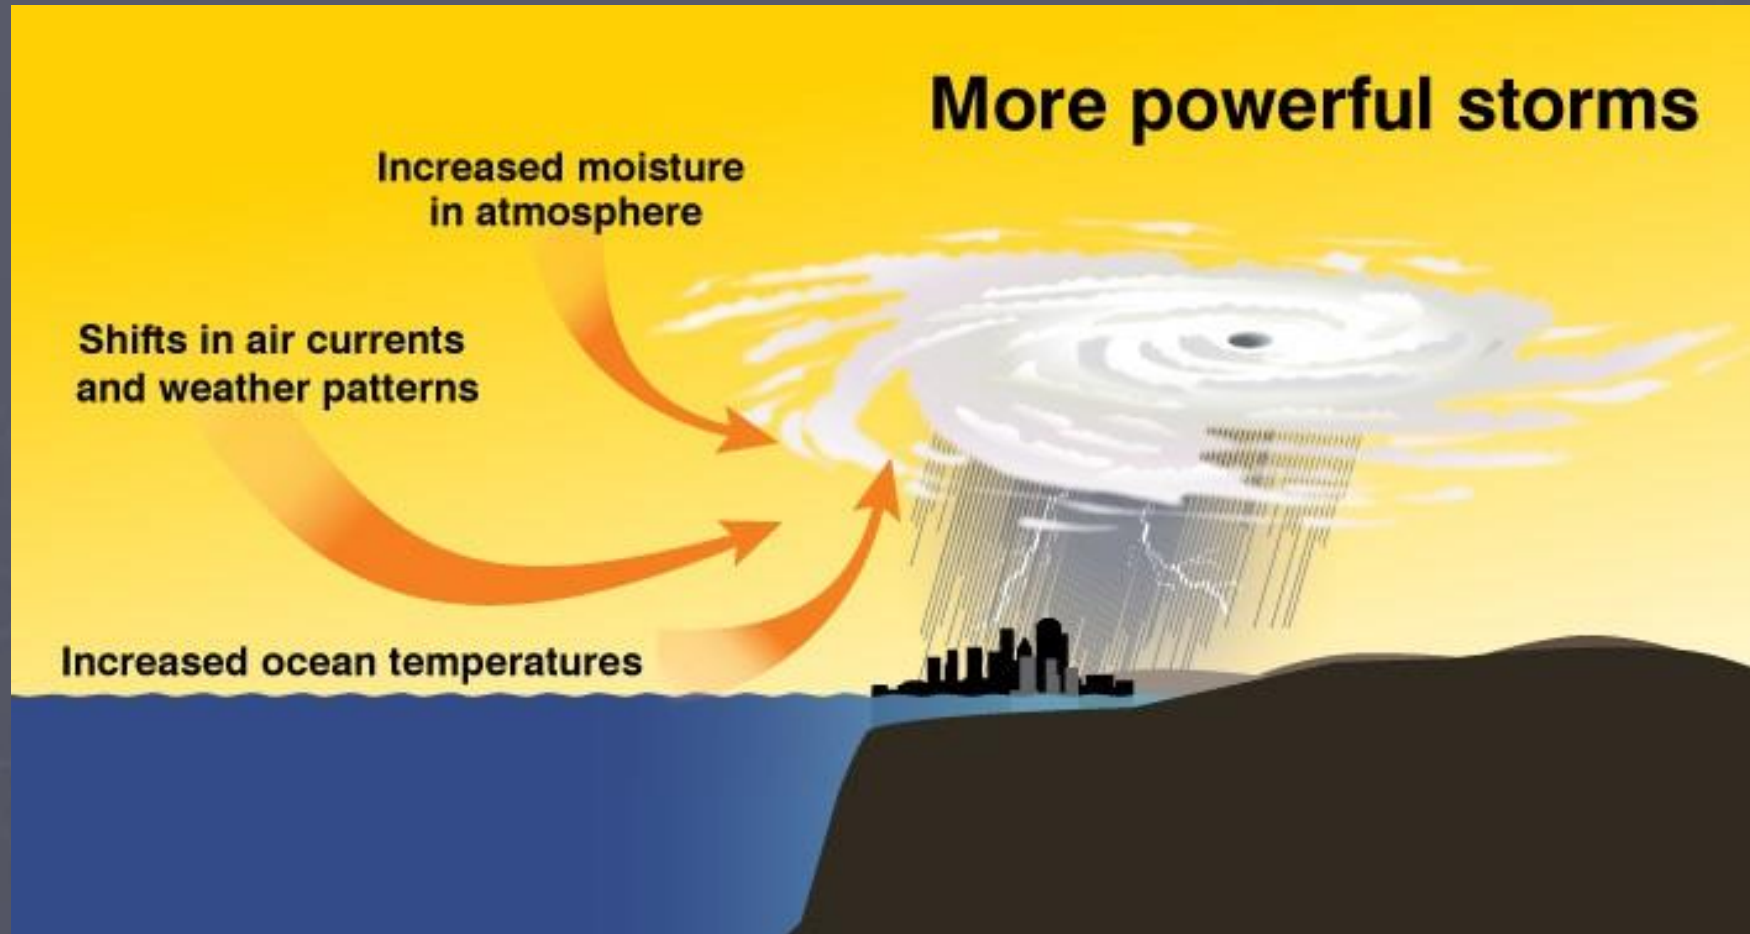 More powerful storms
Increased moisture
in atmosphere
Shifts in air currents
and weather patterns
Increased ocean temperatures